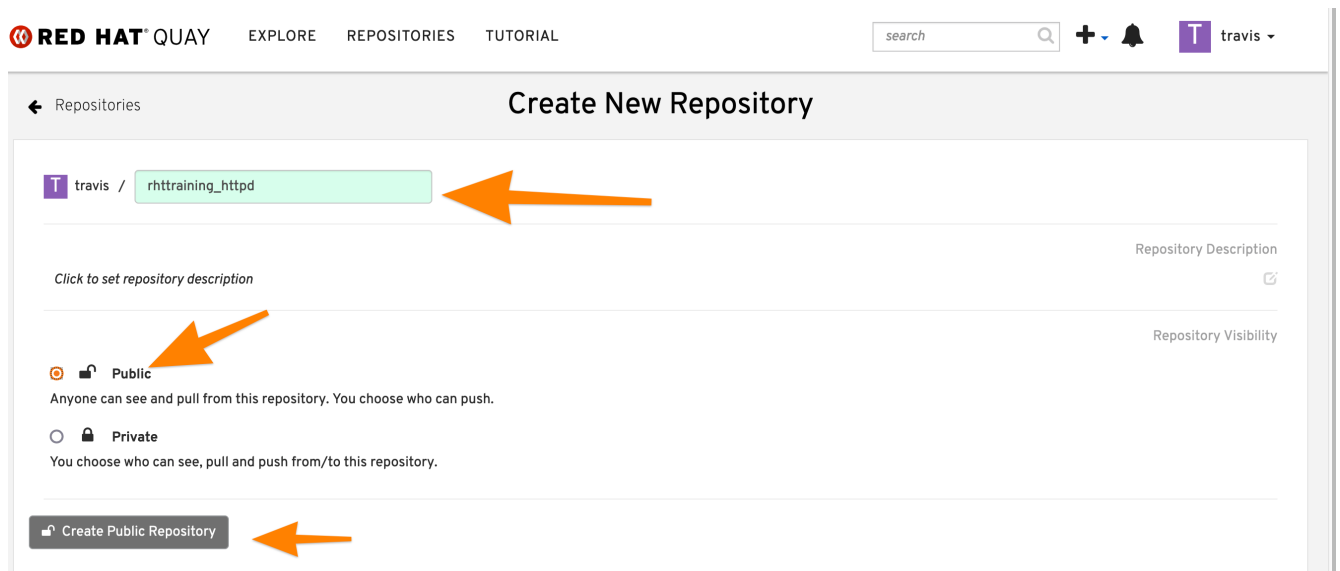 RED HAT® QUAY EXPLORE REPOSITORIES TUTORIAL search T travis
Repositories Create New Repository
T travis / rhttraining_httpd
Repository Description
Click to set repository description
Repository Visibility
Public
Anyone can see and pull from this repository. You choose who can push.
Private
You choose who can see, pull and push from/to this repository.
Create Public Repository